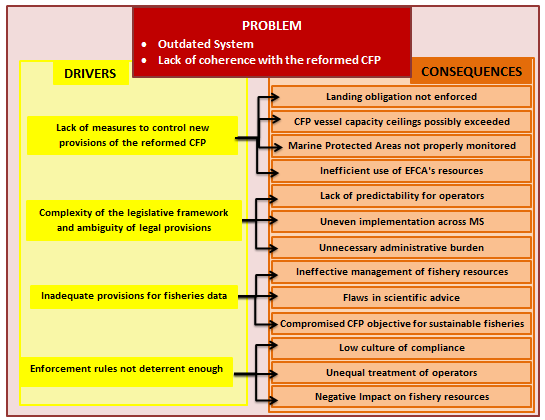 PROBLEM
• Outdated System
• Lack of coherence with the reformed CFP
DRIVERS
CONSEQUENCES
Lack of measures to control new
provisions of the reformed CFP
Landing obligation not enforced
CFP vessel capacity ceilings possibly exceeded
Marine Protected Areas not properly monitored
Inefficient use of EFCA's resources
Complexity of the legislative framework
and ambiguity of legal provisions
Lack of predictability for operators
Uneven implementation across MS
Unnecessary administrative burden
Inadequate provisions for fisheries data
Ineffective management of fishery resources
Flaws in scientific advice
Compromised CFP objective for sustainable fisheries
Enforcement rules not deterrent enough
Low culture of compliance
Unequal treatment of operators
Negative Impact on fishery resources